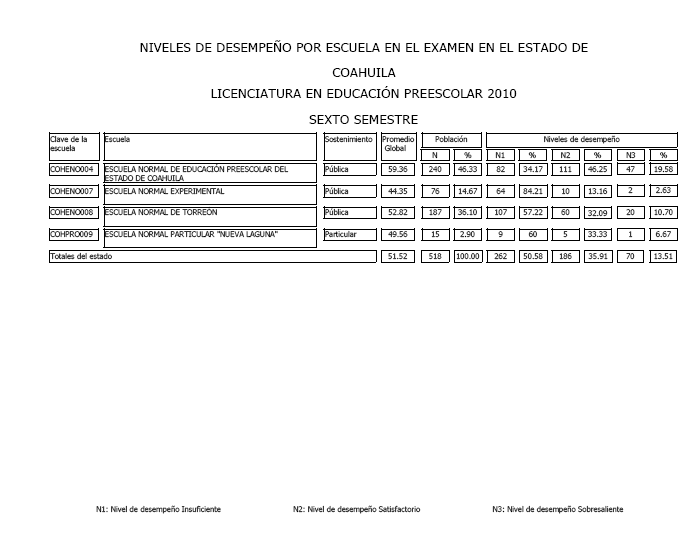 NIVELES DE DESEMPEÑO POR ESCUELA EN EL EXAMEN EN EL ESTADO DE
COAHUILA
LICENCIATURA EN EDUCACIÓN PREESCOLAR 2010
SEXTO SEMESTRE
Clave de la escuela Escuela Sostenimiento Promedio Global Población Niveles de desempeño
N % N1 % N2 % N3 %
COHENO004 ESCUELA NORMAL DE EDUCACIÓN PREESCOLAR DEL Pública 59.36 240 46.33 82 34.17 111 46.25 47 19.58
ESTADO DE COAHUILA
COHENO007 ESCUELA NORMAL EXPERIMENTAL Pública 44.35 76 14.67 64 84.21 10 13.16 2 2.63
COHENO008 ESCUELA NORMAL DE TORREÓN Pública 52.82 187 36.10 107 57.22 60 32.09 20 10.70
COHPRO009 ESCUELA NORMAL PARTICULAR "NUEVA LAGUNA" Particular 49.56 15 2.90 9 60 5 33.33 1 6.67
Totales del estado 51.52 518 100.00 262 50.58 186 35.91 70 13.51
N1: Nivel de desempeño Insuficiente N2: Nivel de desempeño Satisfactorio N3: Nivel de desempeño Sobresaliente